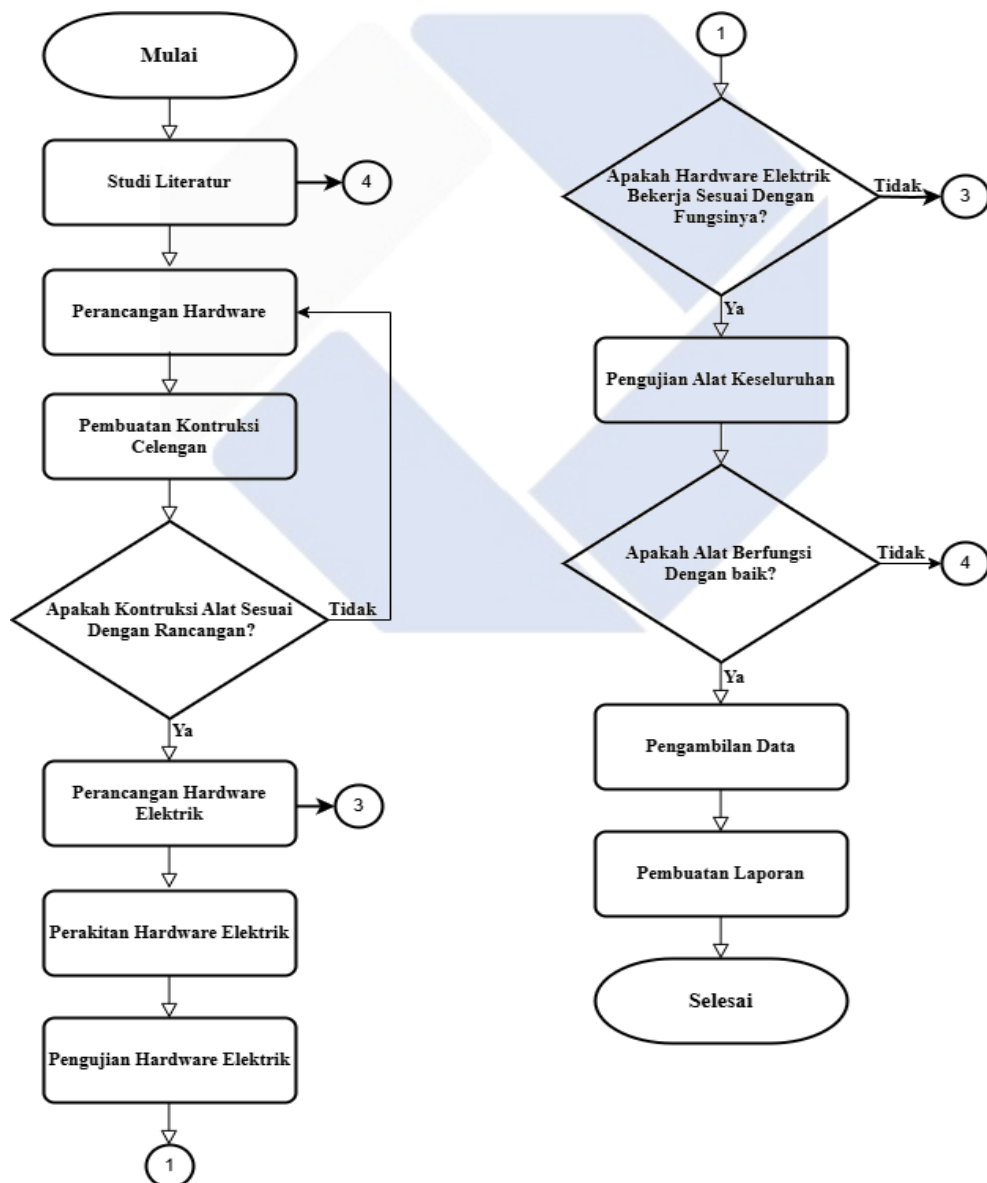 Mulai
Studi Literatur
4
Perancangan Hardware
Pembuatan Kontruksi
Celengan
Apakah Kontruksi Alat Sesuai
Dengan Rancangan?
Tidak
Ya
Perancangan Hardware
Elektrik
3
Perakitan Hardware Elektrik
Pengujian Hardware Elektrik
1
1
Apakah Hardware Elektrik
Bekerja Sesuai Dengan
Fungsinya?
Tidak
3
Ya
Pengujian Alat Keseluruhan
Apakah Alat Berfungsi
Dengan baik?
Tidak
4
Ya
Pengambilan Data
Pembuatan Laporan
Selesai